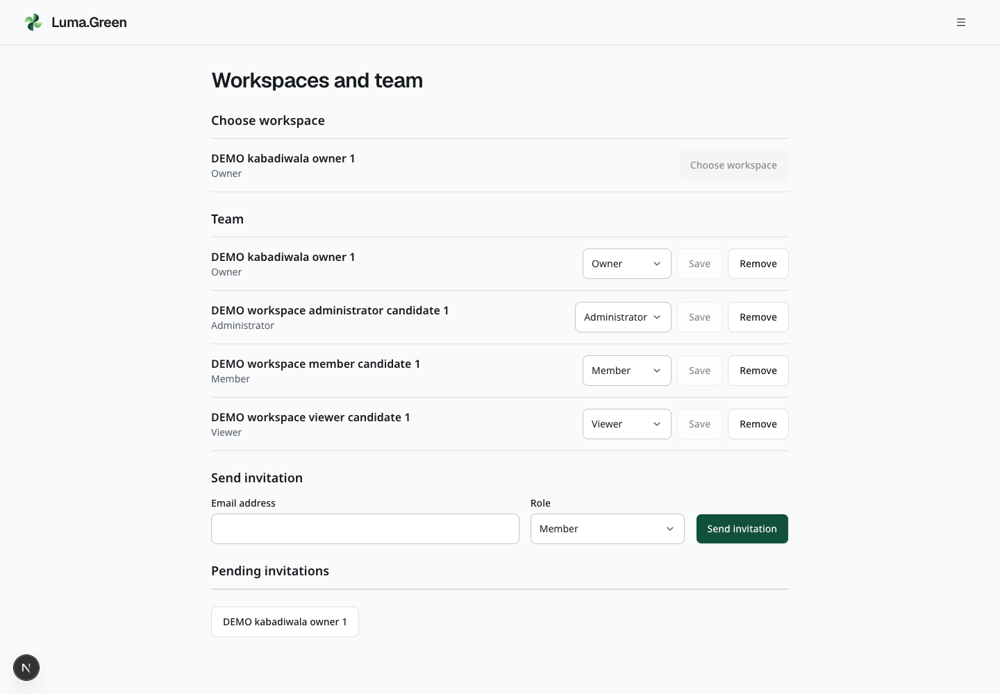 Luma.Green
Workspaces and team
Choose workspace
DEMO kabadiwala owner 1
Owner
Choose workspace
Team
DEMO kabadiwala owner 1
Owner
Owner
Save
Remove
DEMO workspace administrator candidate 1
Administrator
Administrator
Save
Remove
DEMO workspace member candidate 1
Member
Member
Save
Remove
DEMO workspace viewer candidate 1
Viewer
Viewer
Save
Remove
Send invitation
Email address
Role
Member
Send invitation
Pending invitations
DEMO kabadiwala owner 1
N